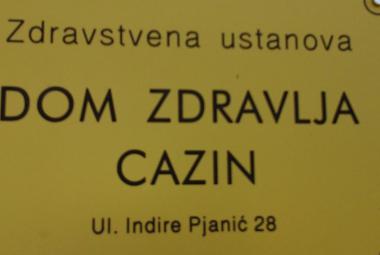 Zdravstvena ustanova
DOM ZDRAVLJA
CAZIN
Ul. Indire Pjanić 28